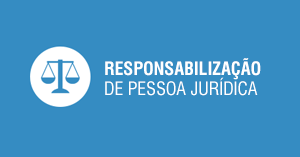 RESPONSABILIZAÇÃO
DE PESSOA JURÍDICA